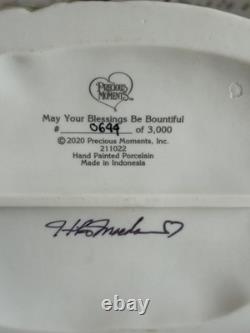 PRECIOUS
MOMENTS
May Your Blessings Be Bountiful
# 0644 of 3,000
©2020 Precious Moments, Inc.
211022
Hand Painted Porcelain
Made in Indonesia